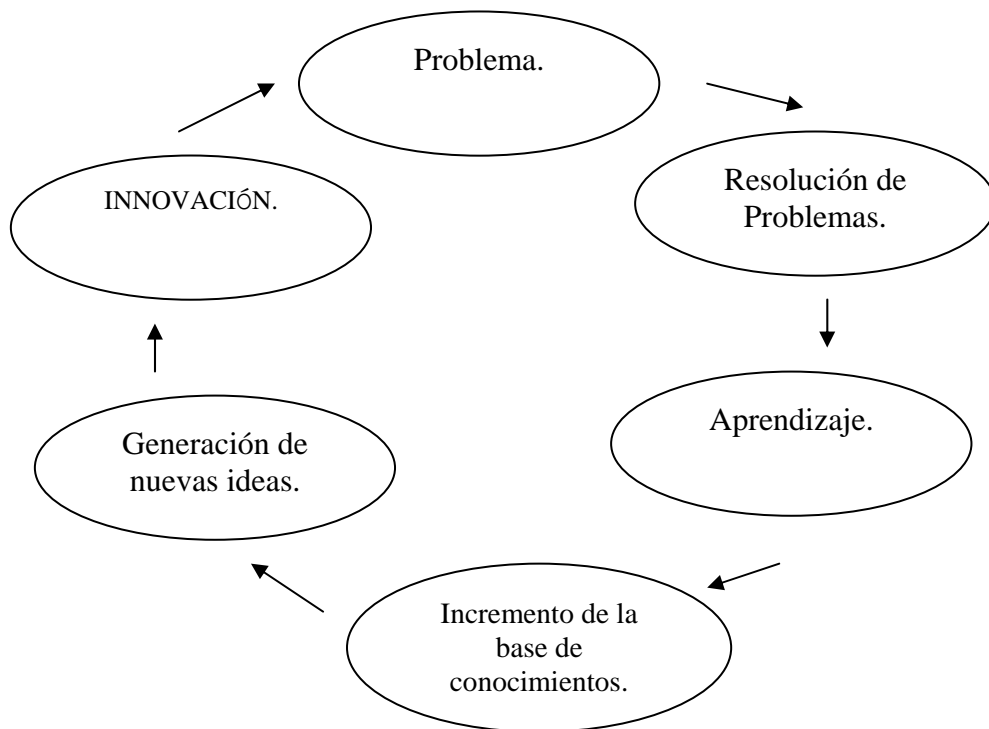 Problema.
Resolución de
Problemas.
Aprendizaje.
Incremento de la
base de
conocimientos.
Generación de
nuevas ideas.
INNOVACIÓN.